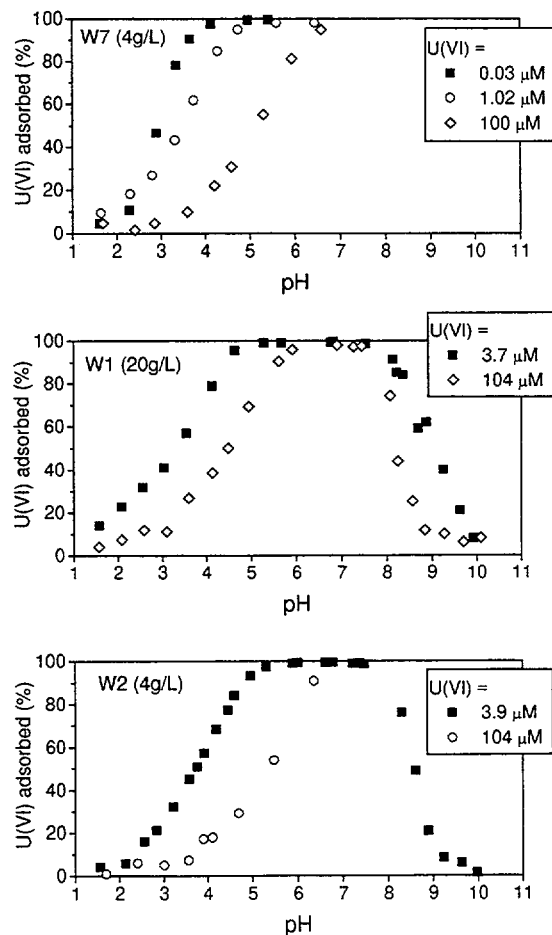 W7 (4g/L)
U(VI) =
0.03 μM
1.02 μM
100 μM
U(VI) adsorbed (%)
100
80
60
40
20
0
1 2 3 4 5 6 7 8 9 10 11
pH
W1 (20g/L)
U(VI) =
3.7 μM
104 μM
U(VI) adsorbed (%)
100
80
60
40
20
0
1 2 3 4 5 6 7 8 9 10 11
pH
W2 (4g/L)
U(VI) =
3.9 μM
104 μM
U(VI) adsorbed (%)
100
80
60
40
20
0
1 2 3 4 5 6 7 8 9 10 11
pH